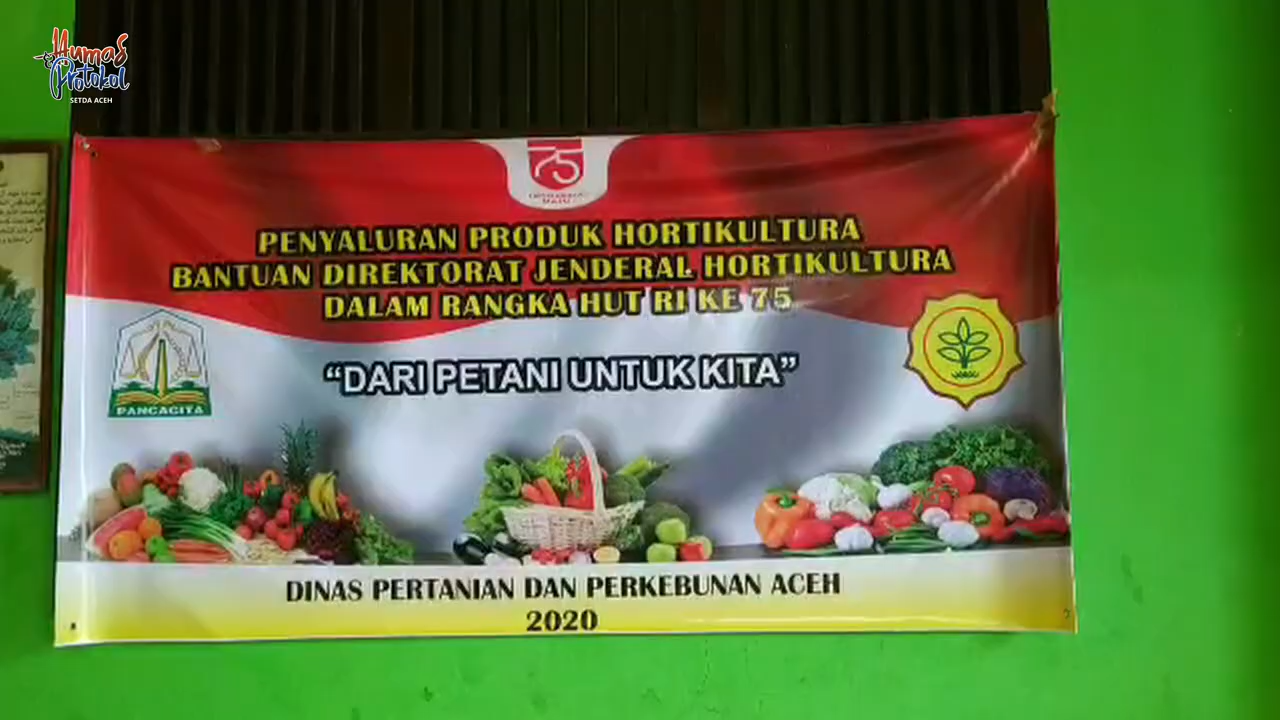 Humas
&
Protokol
SETDA ACEH
75
PENYALURAN PRODUK HORTIKULTURA
BANTUAN DIREKTORAT JENDERAL HORTIKULTURA
DALAM RANGKA HUT RI KE 75
"DARI PETANI UNTUK KITA"
PANCACITA
DINAS PERTANIAN DAN PERKEBUNAN ACEH
2020